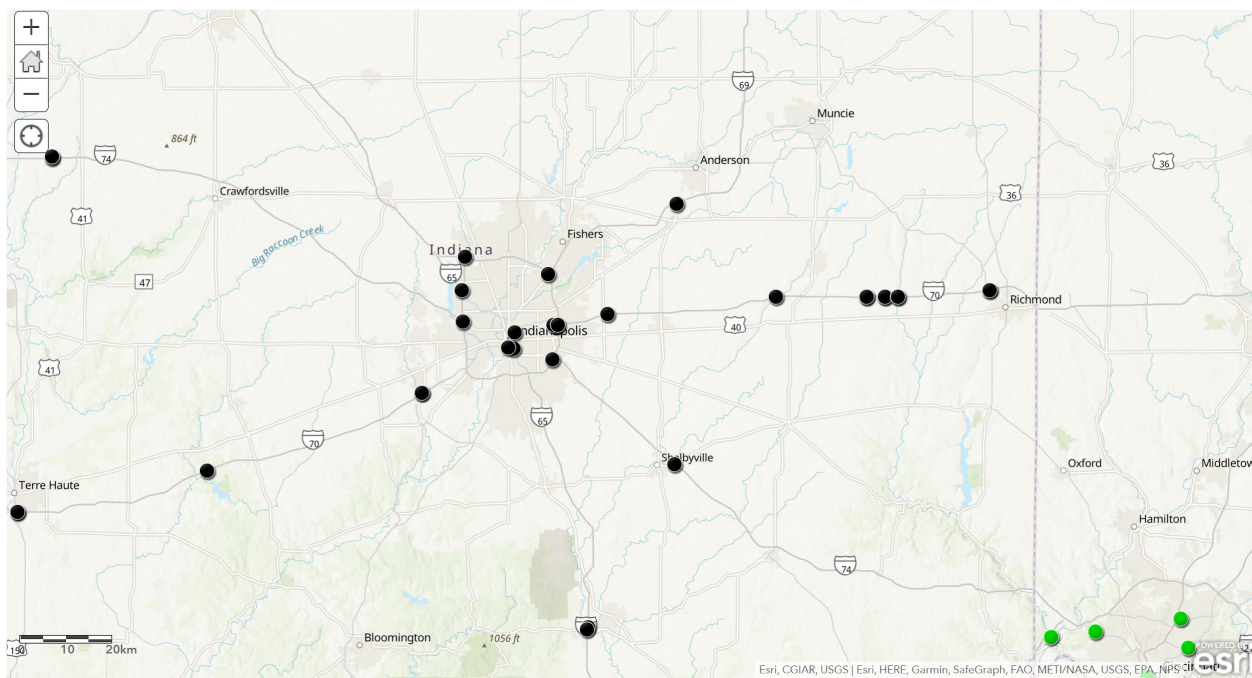 +
−
69
Muncie
864 ft
74
Anderson
36
Crawfordsville
36
41
Big Raccoon Creek
Fishers
Indiana
65
47
70
Richmond
40
Indianapolis
41
65
70
Shelbyville
Oxford
Middletow
Terre Haute
Hamilton
74
Bloomington
1056 ft
0 10 20km
POWERED BY
esri
Esri, CGIAR, USGS | Esri, HERE, Garmin, SafeGraph, FAO, METI/NASA, USGS, EPA, NPS